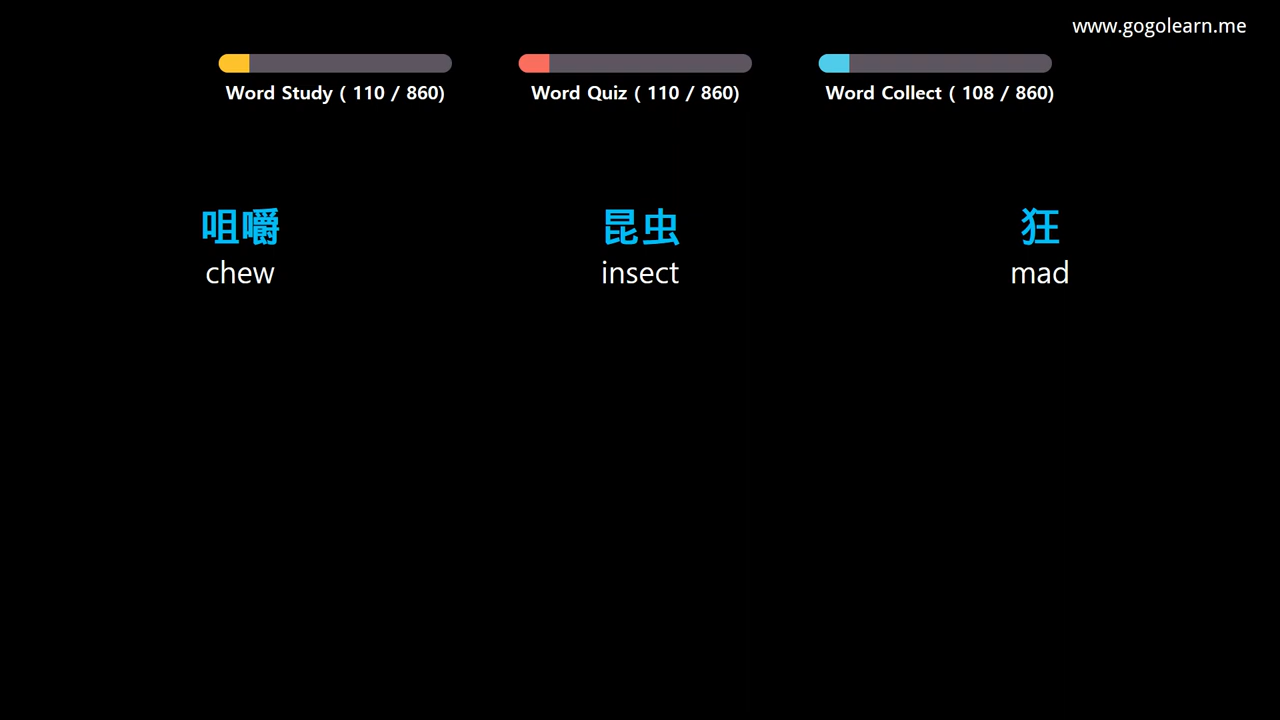 www.gogolearn.me
Word Study ( 110 / 860)
Word Quiz ( 110 / 860)
Word Collect ( 108 / 860)
咀嚼
chew
昆虫
insect
狂
mad